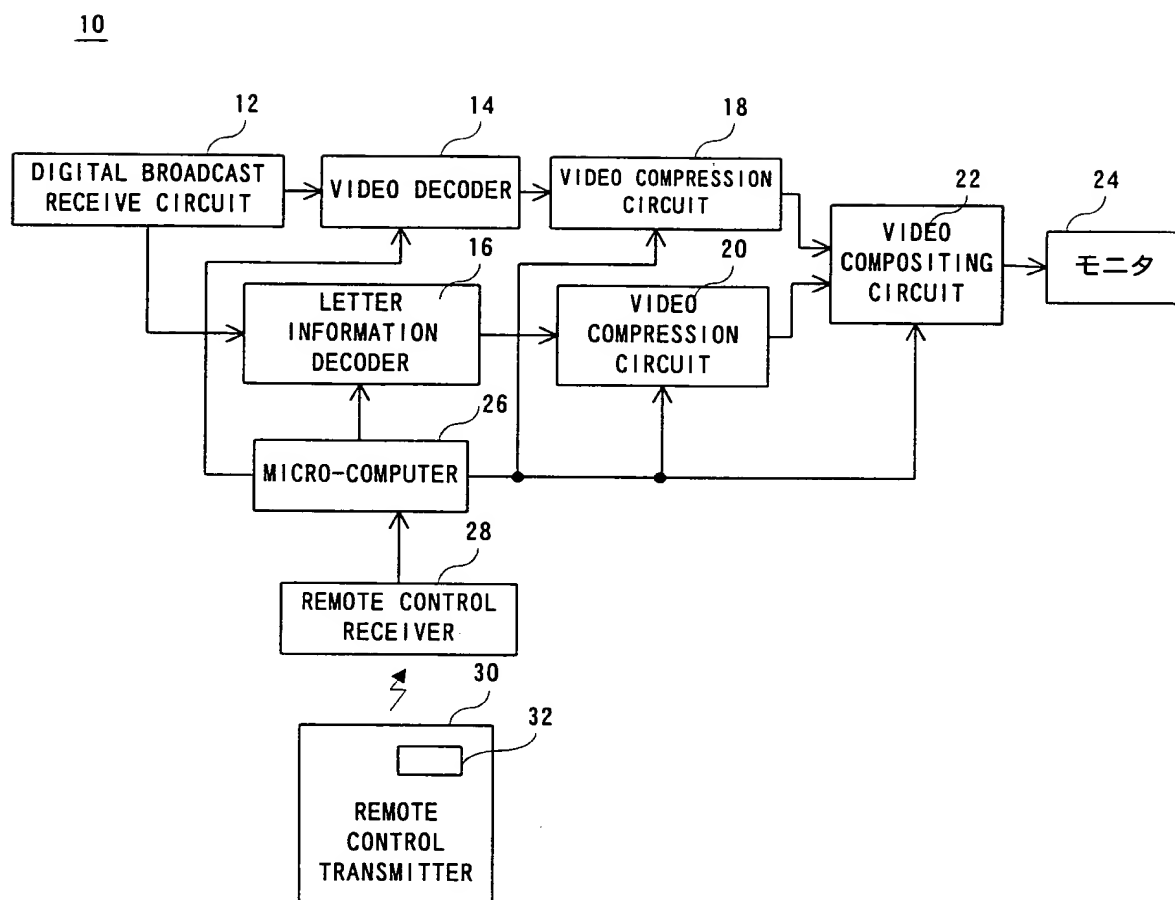 10
12
DIGITAL BROADCAST
RECEIVE CIRCUIT
14
VIDEO DECODER
18
VIDEO COMPRESSION
CIRCUIT
22
VIDEO
COMPOSITING
CIRCUIT
24
モニタ
16
LETTER
INFORMATION
DECODER
20
VIDEO
COMPRESSION
CIRCUIT
26
MICRO-COMPUTER
28
REMOTE CONTROL
RECEIVER
30
32
REMOTE
CONTROL
TRANSMITTER